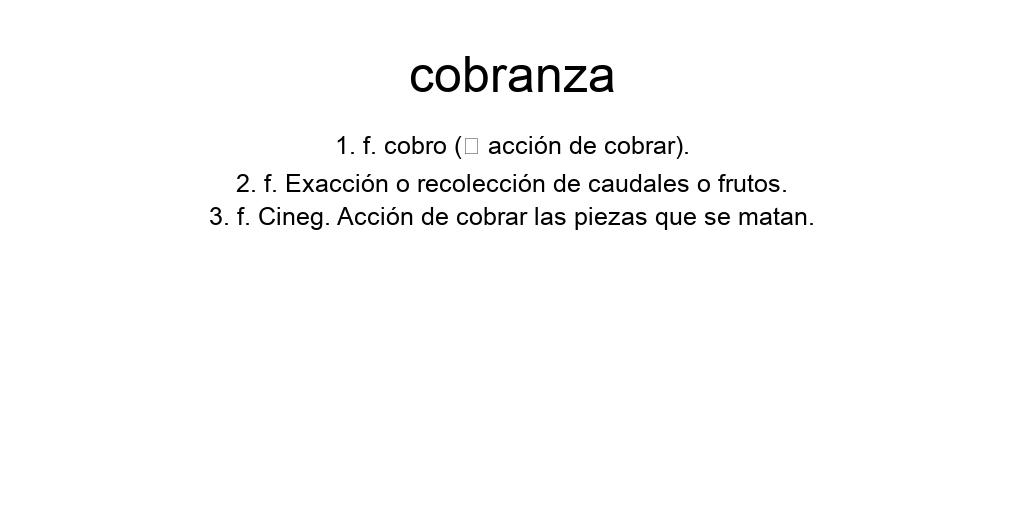 cobranza
1. f. cobro (□ acción de cobrar).
2. f. Exacción o recolección de caudales o frutos.
3. f. Cineg. Acción de cobrar las piezas que se matan.